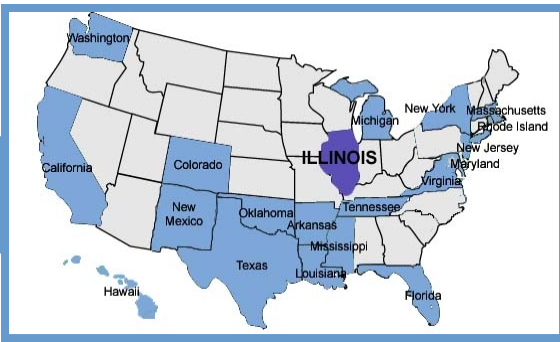 Washington
New York
Massachusetts
Michigan
Rhode Island
New Jersey
ILLINOIS
Maryland
California
Colorado
Virginia
New
Mexico
Oklahoma
Tennessee
Arkansas
Mississippi
Texas
Louisiana
Hawaii
Florida